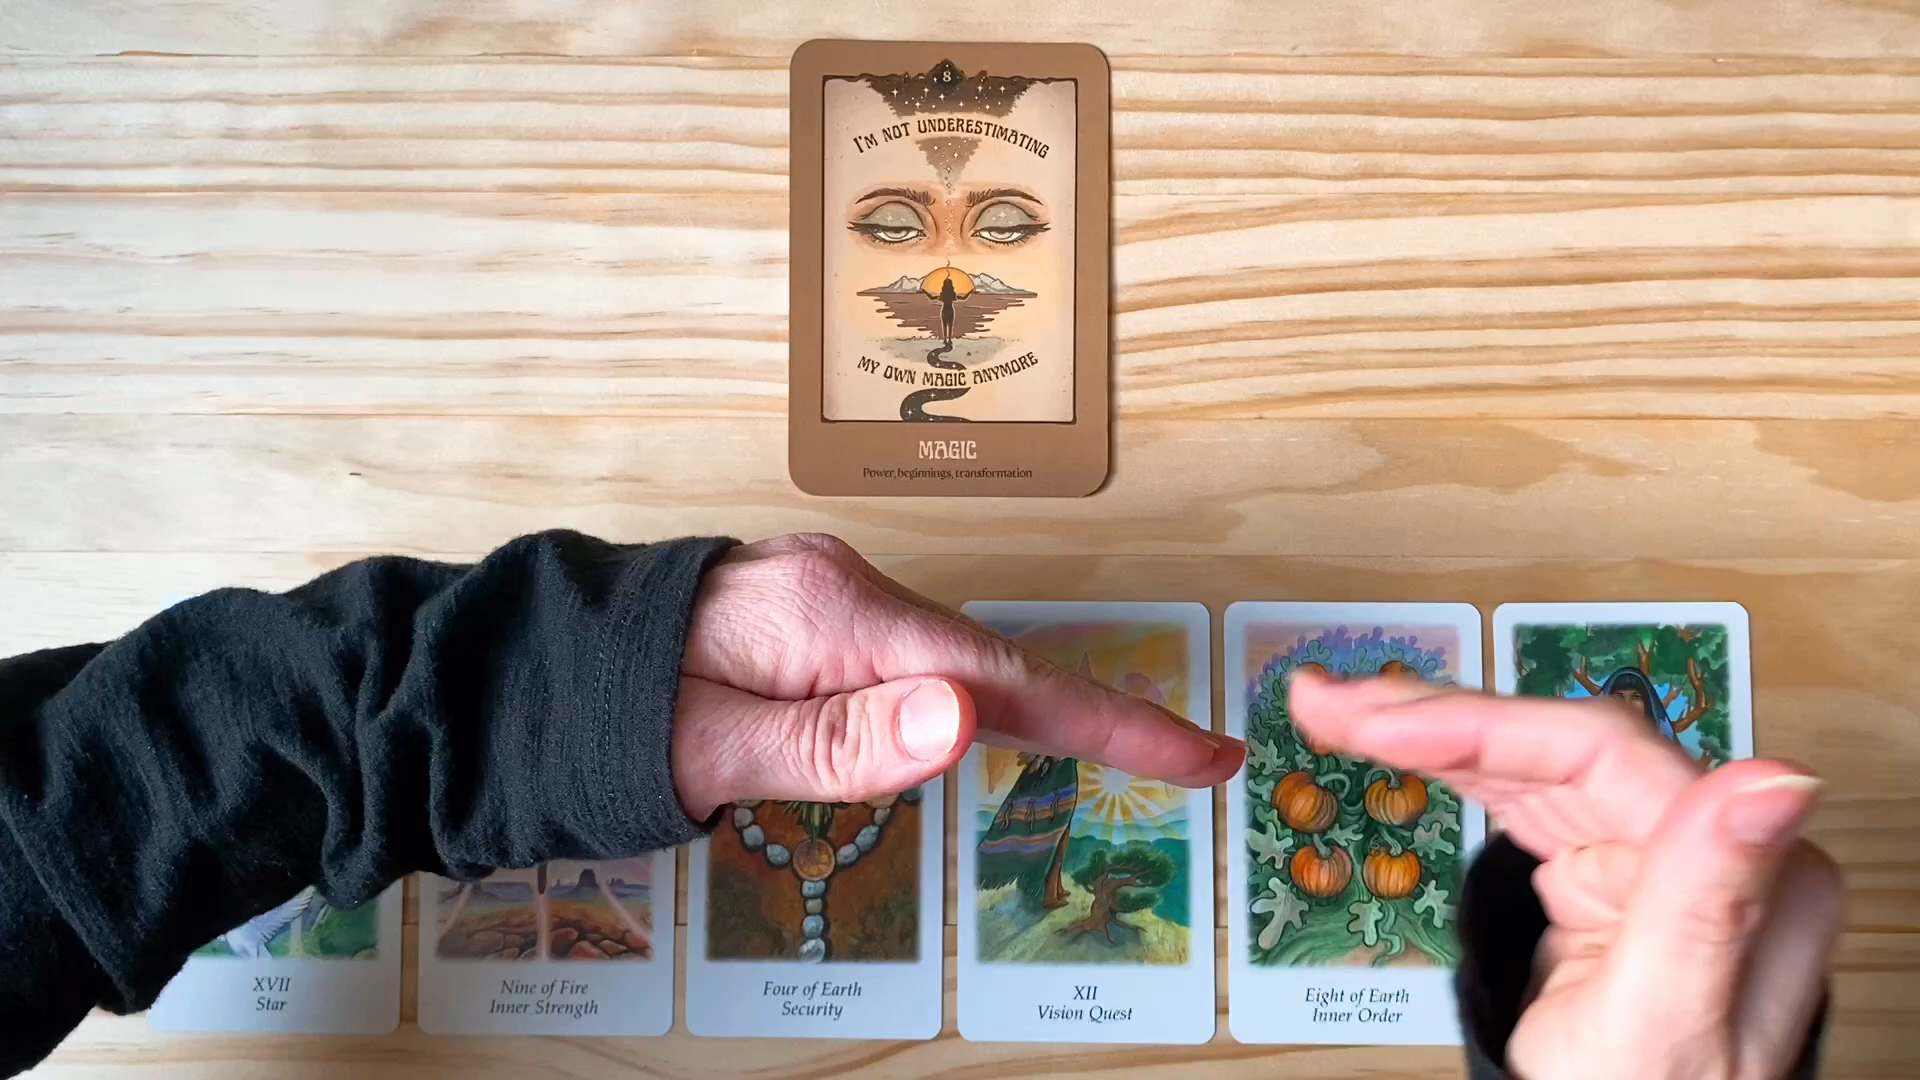 8
I'M NOT UNDERESTIMATING
MY OWN MAGIC ANYMORE
MAGIC
Power, beginnings, transformation
XVII
Star
Nine of Fire
Inner Strength
Four of Earth
Security
XII
Vision Quest
Eight of Earth
Inner Order